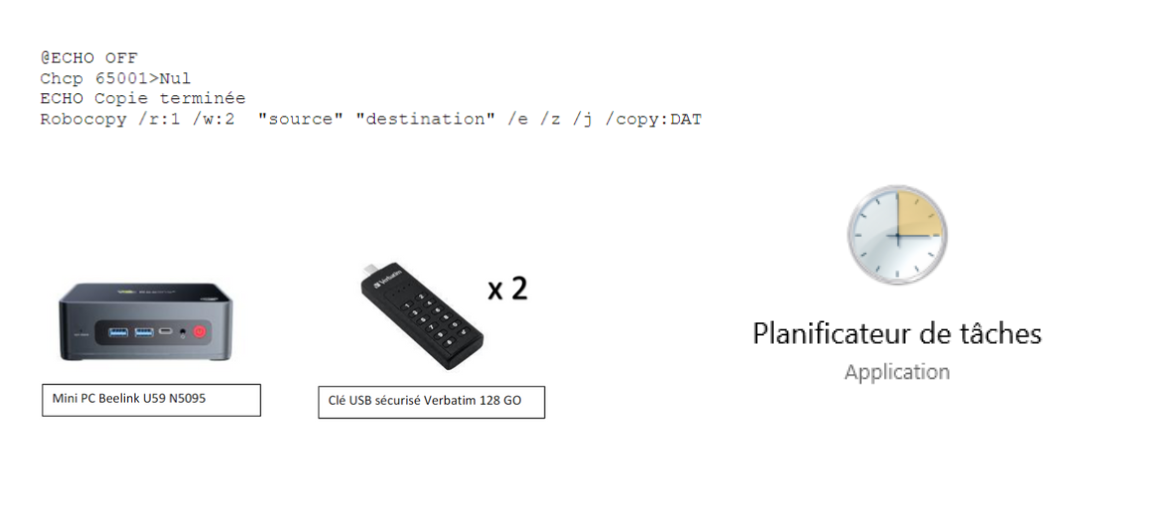 @ECHO OFF
Chcp 65001>Nul
ECHO Copie terminée
Robocopy /r:1 /w:2  "source" "destination" /e /z /j /copy:DAT
x 2
Verbatim
Planificateur de tâches
Application
Mini PC Beelink U59 N5095
Clé USB sécurisé Verbatim 128 GO